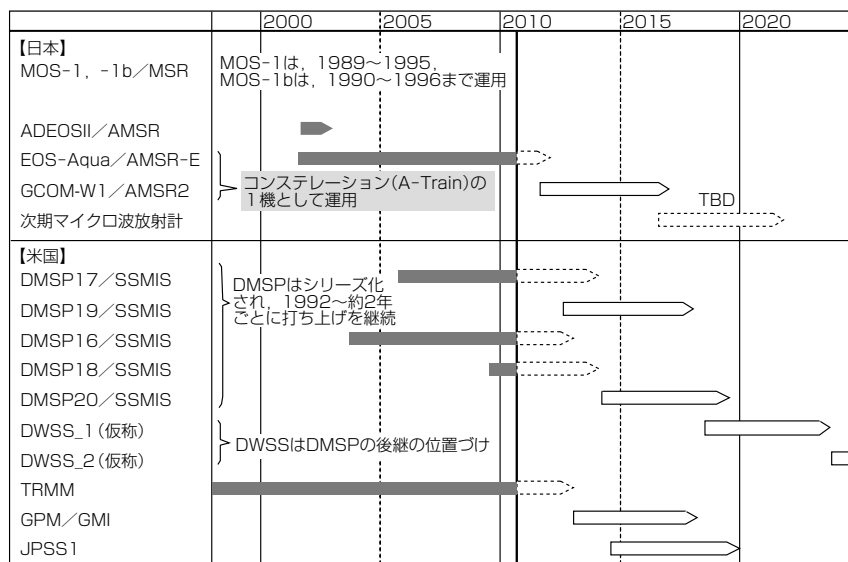 2000 2005 2010 2015 2020
【日本】
MOS-1，-1b／MSR
MOS-1は，1989～1995，
MOS-1bは，1990～1996まで運用
ADEOSII／AMSR
EOS-Aqua／AMSR-E
GCOM-W1／AMSR2
コンステレーション(A-Train)の
1機として運用
次期マイクロ波放射計
TBD
【米国】
DMSP17／SSMIS
DMSP19／SSMIS
DMSPはシリーズ化
され，1992～約2年
ごとに打ち上げを継続
DMSP16／SSMIS
DMSP18／SSMIS
DMSP20／SSMIS
DWSS_1(仮称)
DWSSはDMSPの後継の位置づけ
DWSS_2(仮称)
TRMM
GPM／GMI
JPSS1